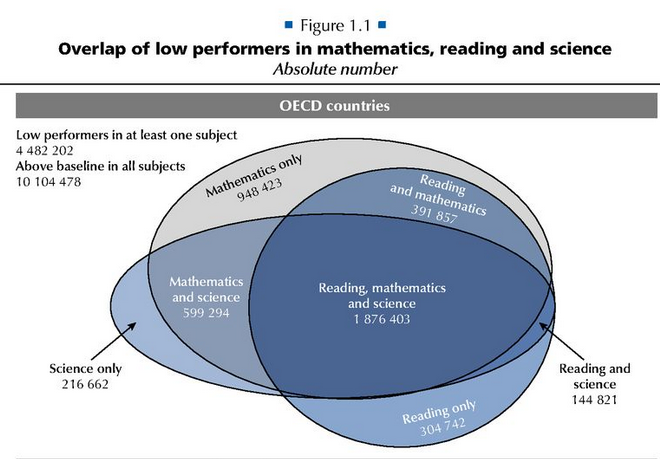 Figure 1.1
Overlap of low performers in mathematics, reading and science
Absolute number
OECD countries
Low performers in at least one subject
4 482 202
Above baseline in all subjects
10 104 478
Mathematics only
948 423
Reading
and mathematics
391 857
Mathematics
and science
599 294
Reading, mathematics
and science
1 876 403
Science only
216 662
Reading and
science
144 821
Reading only
304 742